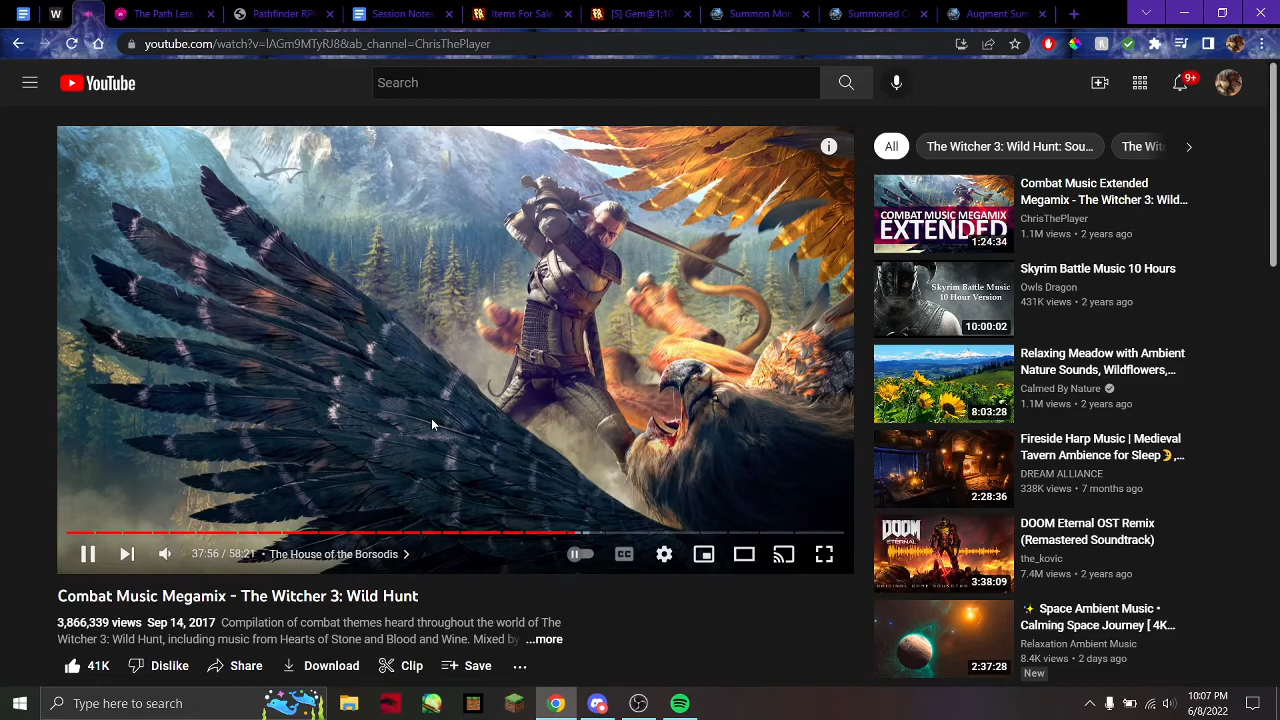 W
The Path Less
Pathfinder RPG
Session Notes
Items For Sale
[S] Gem@1:10
Summon Mon
Summoned C
Augment Sum
youtube.com/watch?v=lAGm9MTyRU8&ab_channel=ChrisThePlayer
YouTube
Search
9+
All
The Witcher 3: Wild Hunt: Sou...
The Wit
COMBAT MUSIC MEGAMIX
EXTENDED
1:24:34
Combat Music Extended
Megamix - The Witcher 3: Wild...
ChrisThePlayer
1.1M views • 2 years ago
Skyrim Battle Music
10 Hour Version
10:00:02
Skyrim Battle Music 10 Hours
Owls Dragon
431K views • 2 years ago
8:03:28
Relaxing Meadow with Ambient
Nature Sounds, Wildflowers,...
Calmed By Nature
1.1M views • 2 years ago
2:28:36
Fireside Harp Music | Medieval
Tavern Ambience for Sleep🌛,...
DREAM ALLIANCE
338K views • 7 months ago
DOOM
ETERNAL
ORIGINAL GAME SOUNDTRACK
3:38:09
DOOM Eternal OST Remix
(Remastered Soundtrack)
the_kovic
7.4M views • 2 years ago
2:37:28
✨ Space Ambient Music •
Calming Space Journey [ 4K...
Relaxation Ambient Music
8.4K views • 2 days ago
New
37:56 / 58:21 • The House of the Borsodis
CC
Combat Music Megamix - The Witcher 3: Wild Hunt
3,866,339 views Sep 14, 2017 Compilation of combat themes heard throughout the world of The
Witcher 3: Wild Hunt, including music from Hearts of Stone and Blood and Wine. Mixed by ...more
41K
Dislike
Share
Download
Clip
Save
Type here to search
10:07 PM
6/8/2022